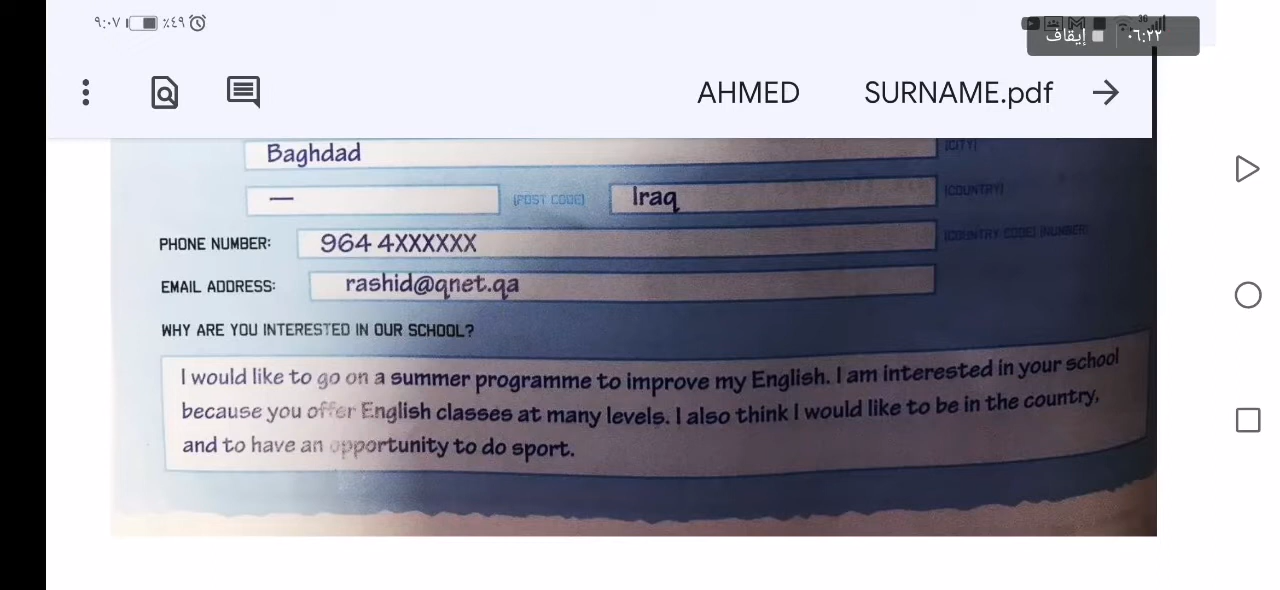 ٩:٠٧ ٪٤٩
36
إيقاف ٠٦:٢٢
AHMED SURNAME.pdf
Baghdad [CITY]
— [POST CODE] Iraq [COUNTRY]
PHONE NUMBER: 964 4XXXXXX [COUNTRY CODE] [NUMBER]
EMAIL ADDRESS: rashid@qnet.qa
WHY ARE YOU INTERESTED IN OUR SCHOOL?
I would like to go on a summer programme to improve my English. I am interested in your school
because you offer English classes at many levels. I also think I would like to be in the country,
and to have an opportunity to do sport.